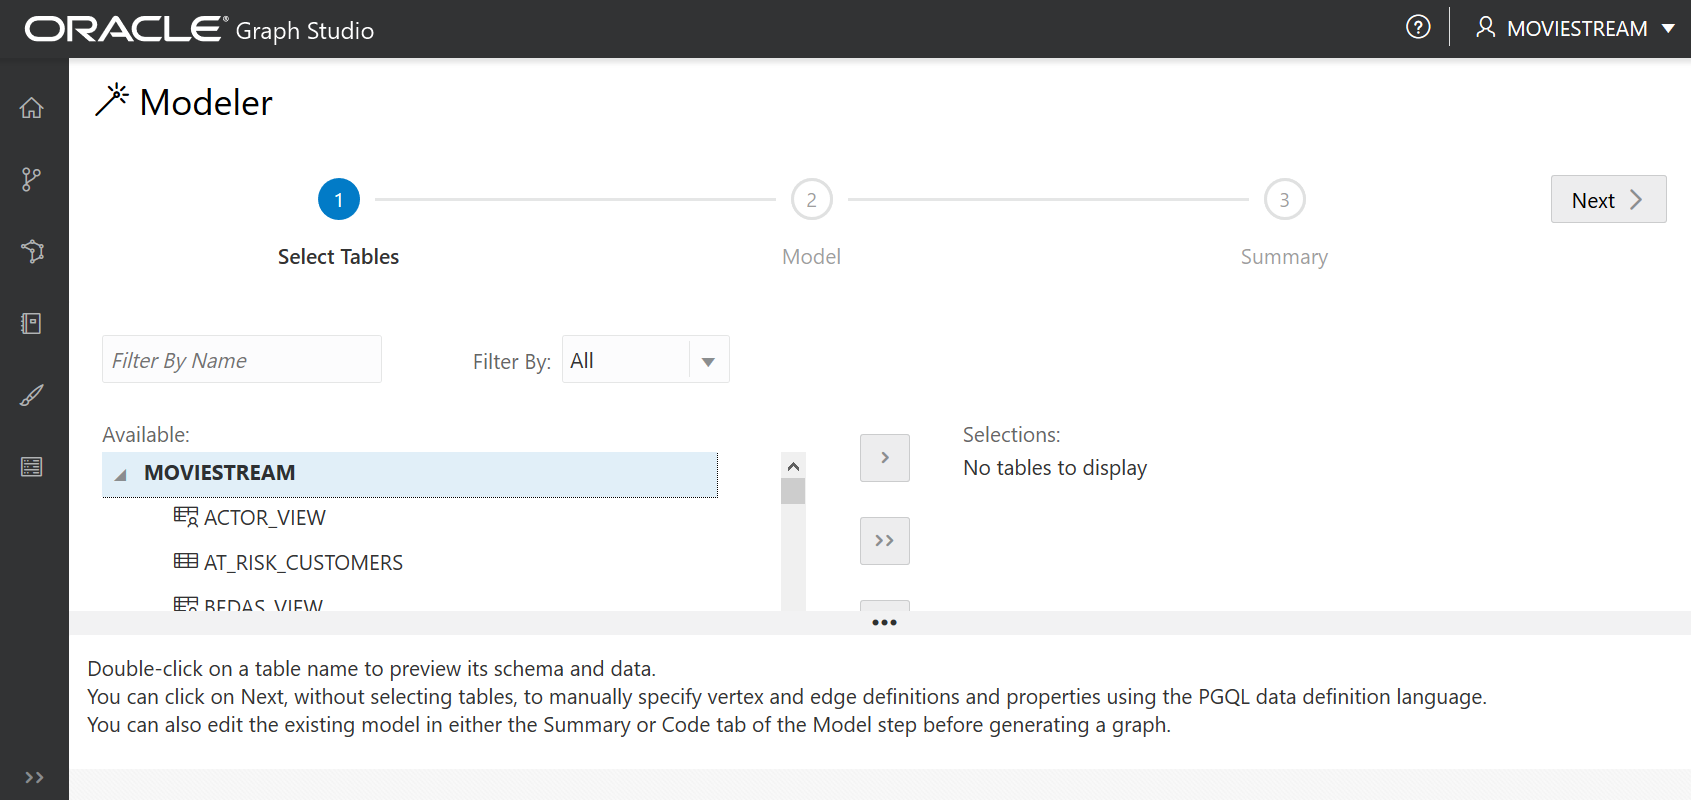 ORACLE® Graph Studio
MOVIESTREAM
Modeler
1
2
3
Next
Select Tables
Model
Summary
Filter By Name
Filter By:
All
Available:
Selections:
MOVIESTREAM
No tables to display
ACTOR_VIEW
AT_RISK_CUSTOMERS
BEDAS_VIEW
Double-click on a table name to preview its schema and data.
You can click on Next, without selecting tables, to manually specify vertex and edge definitions and properties using the PGQL data definition language.
You can also edit the existing model in either the Summary or Code tab of the Model step before generating a graph.